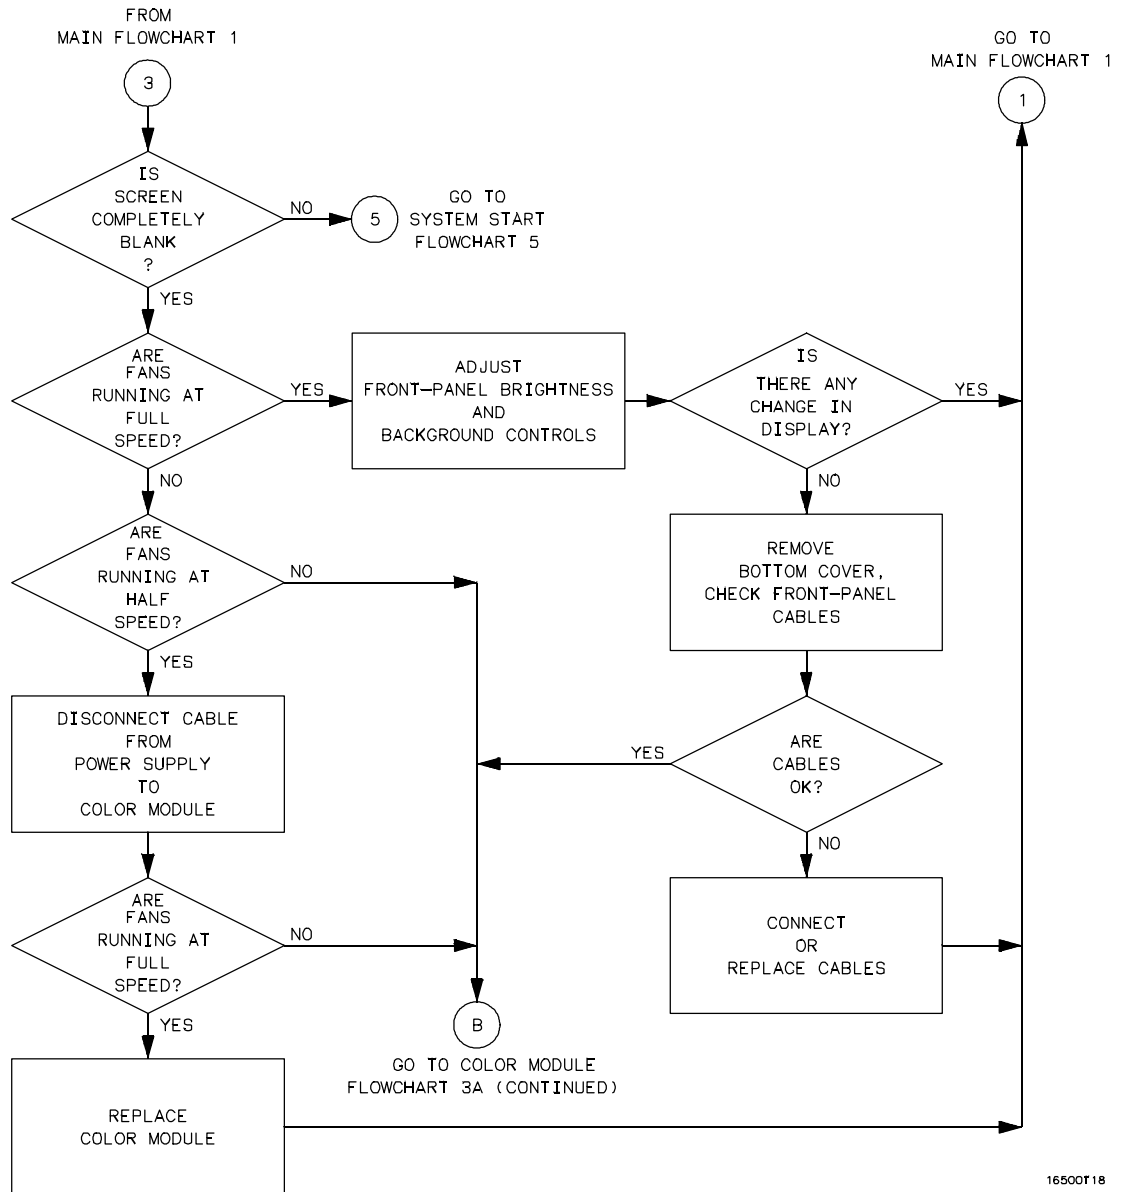 FROM
MAIN FLOWCHART 1
3
GO TO
MAIN FLOWCHART 1
1
IS
SCREEN
COMPLETELY
BLANK
?
NO
5
GO TO
SYSTEM START
FLOWCHART 5
YES
ARE
FANS
RUNNING AT
FULL
SPEED?
YES
ADJUST
FRONT-PANEL BRIGHTNESS
AND
BACKGROUND CONTROLS
IS
THERE ANY
CHANGE IN
DISPLAY?
YES
NO
NO
ARE
FANS
RUNNING AT
HALF
SPEED?
NO
REMOVE
BOTTOM COVER,
CHECK FRONT-PANEL
CABLES
YES
DISCONNECT CABLE
FROM
POWER SUPPLY
TO
COLOR MODULE
YES
ARE
CABLES
OK?
NO
ARE
FANS
RUNNING AT
FULL
SPEED?
NO
CONNECT
OR
REPLACE CABLES
YES
B
GO TO COLOR MODULE
FLOWCHART 3A (CONTINUED)
REPLACE
COLOR MODULE
16500T18